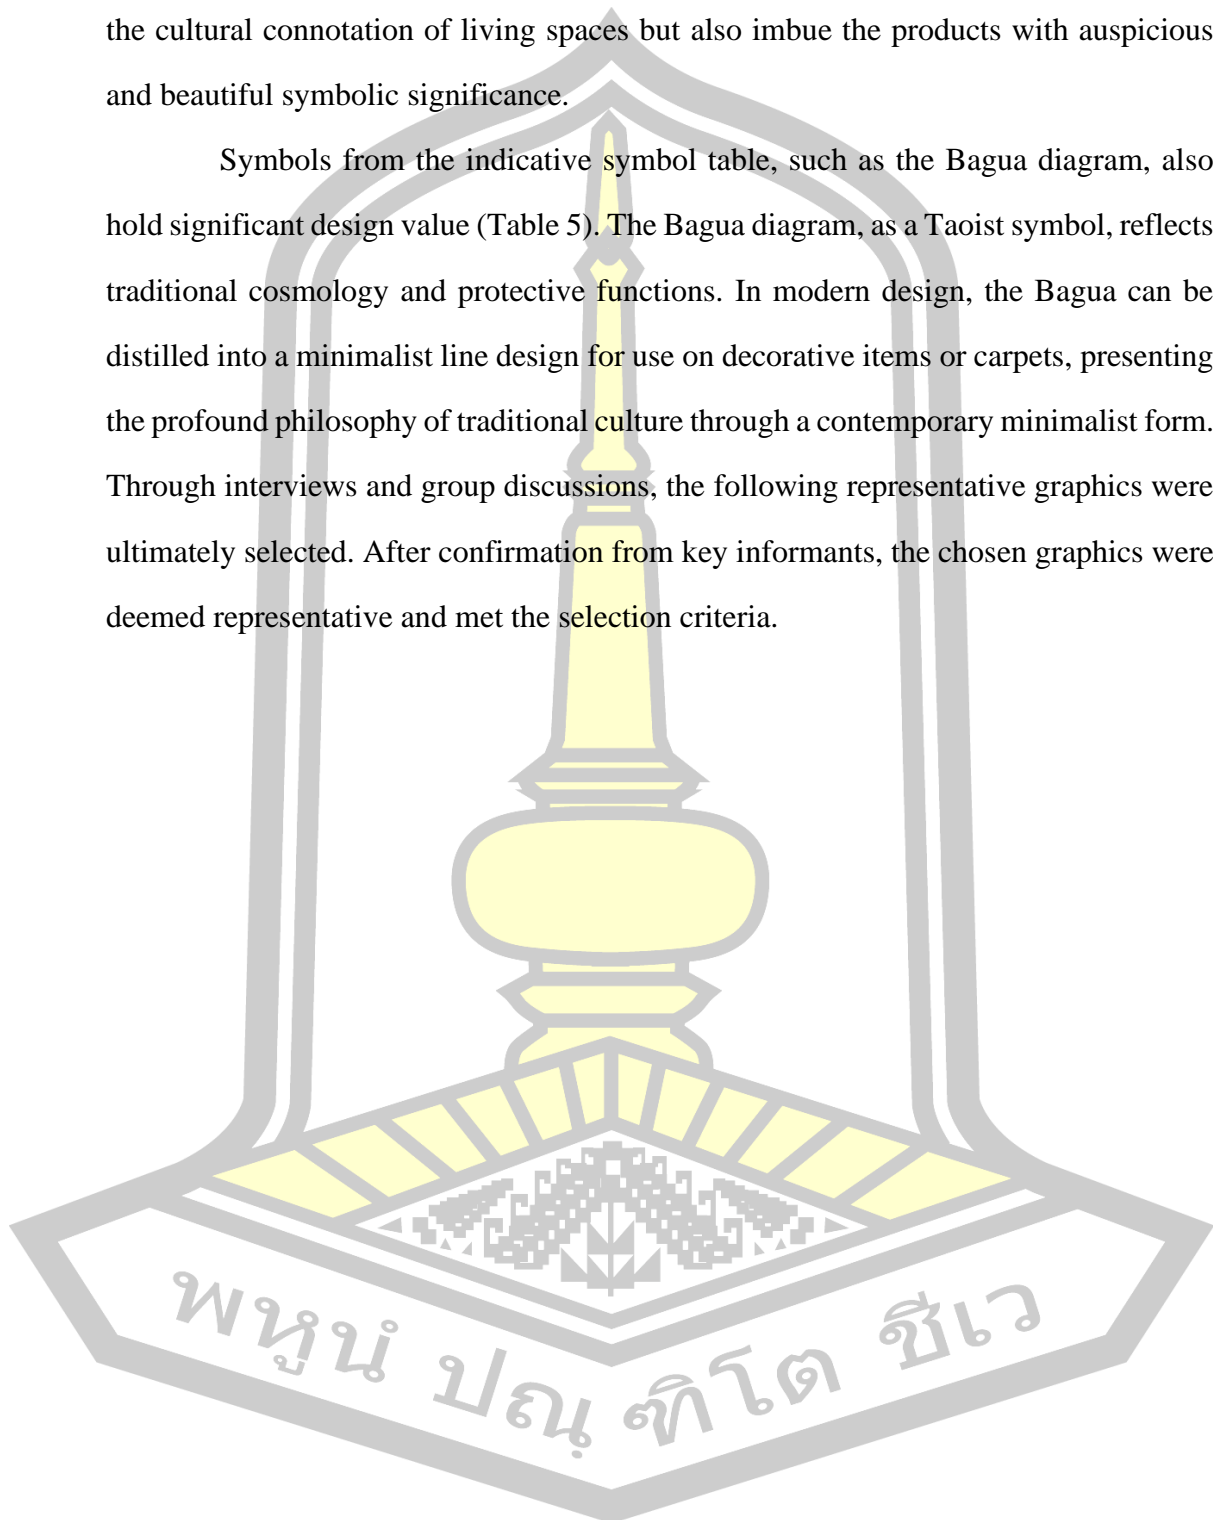 the cultural connotation of living spaces but also imbue the products with auspicious
and beautiful symbolic significance.
Symbols from the indicative symbol table, such as the Bagua diagram, also
hold significant design value (Table 5). The Bagua diagram, as a Taoist symbol, reflects
traditional cosmology and protective functions. In modern design, the Bagua can be
distilled into a minimalist line design for use on decorative items or carpets, presenting
the profound philosophy of traditional culture through a contemporary minimalist form.
Through interviews and group discussions, the following representative graphics were
ultimately selected. After confirmation from key informants, the chosen graphics were
deemed representative and met the selection criteria.
พหูนํ ปณฺ ฑิโต ชีเว